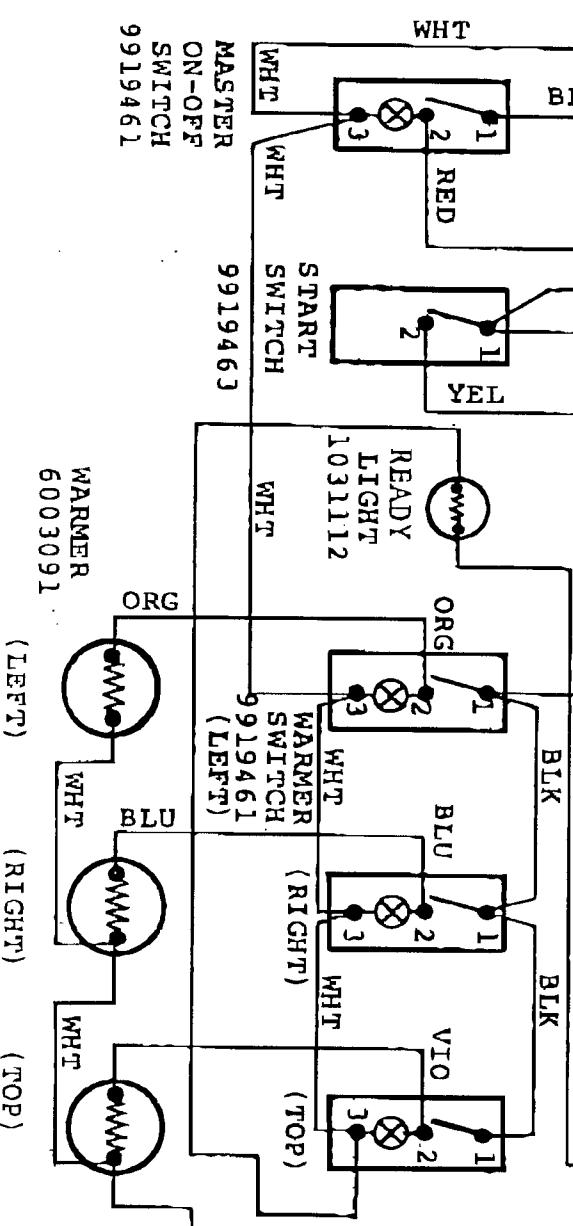 WHT
MASTER
ON-OFF
SWITCH
9919461
WHT
3
2
1
WHT
RED
START
SWITCH
9919463
2
1
YEL
READY
LIGHT
1031112
WHT
WARMER
6003091
ORG
ORG
(LEFT)
3
2
1
WARMER
SWITCH
9919461
(LEFT)
WHT
BLK
WHT
BLU
BLU
(RIGHT)
(RIGHT)
3
2
1
WHT
BLK
WHT
VIO
(TOP)
(TOP)
3
2
1